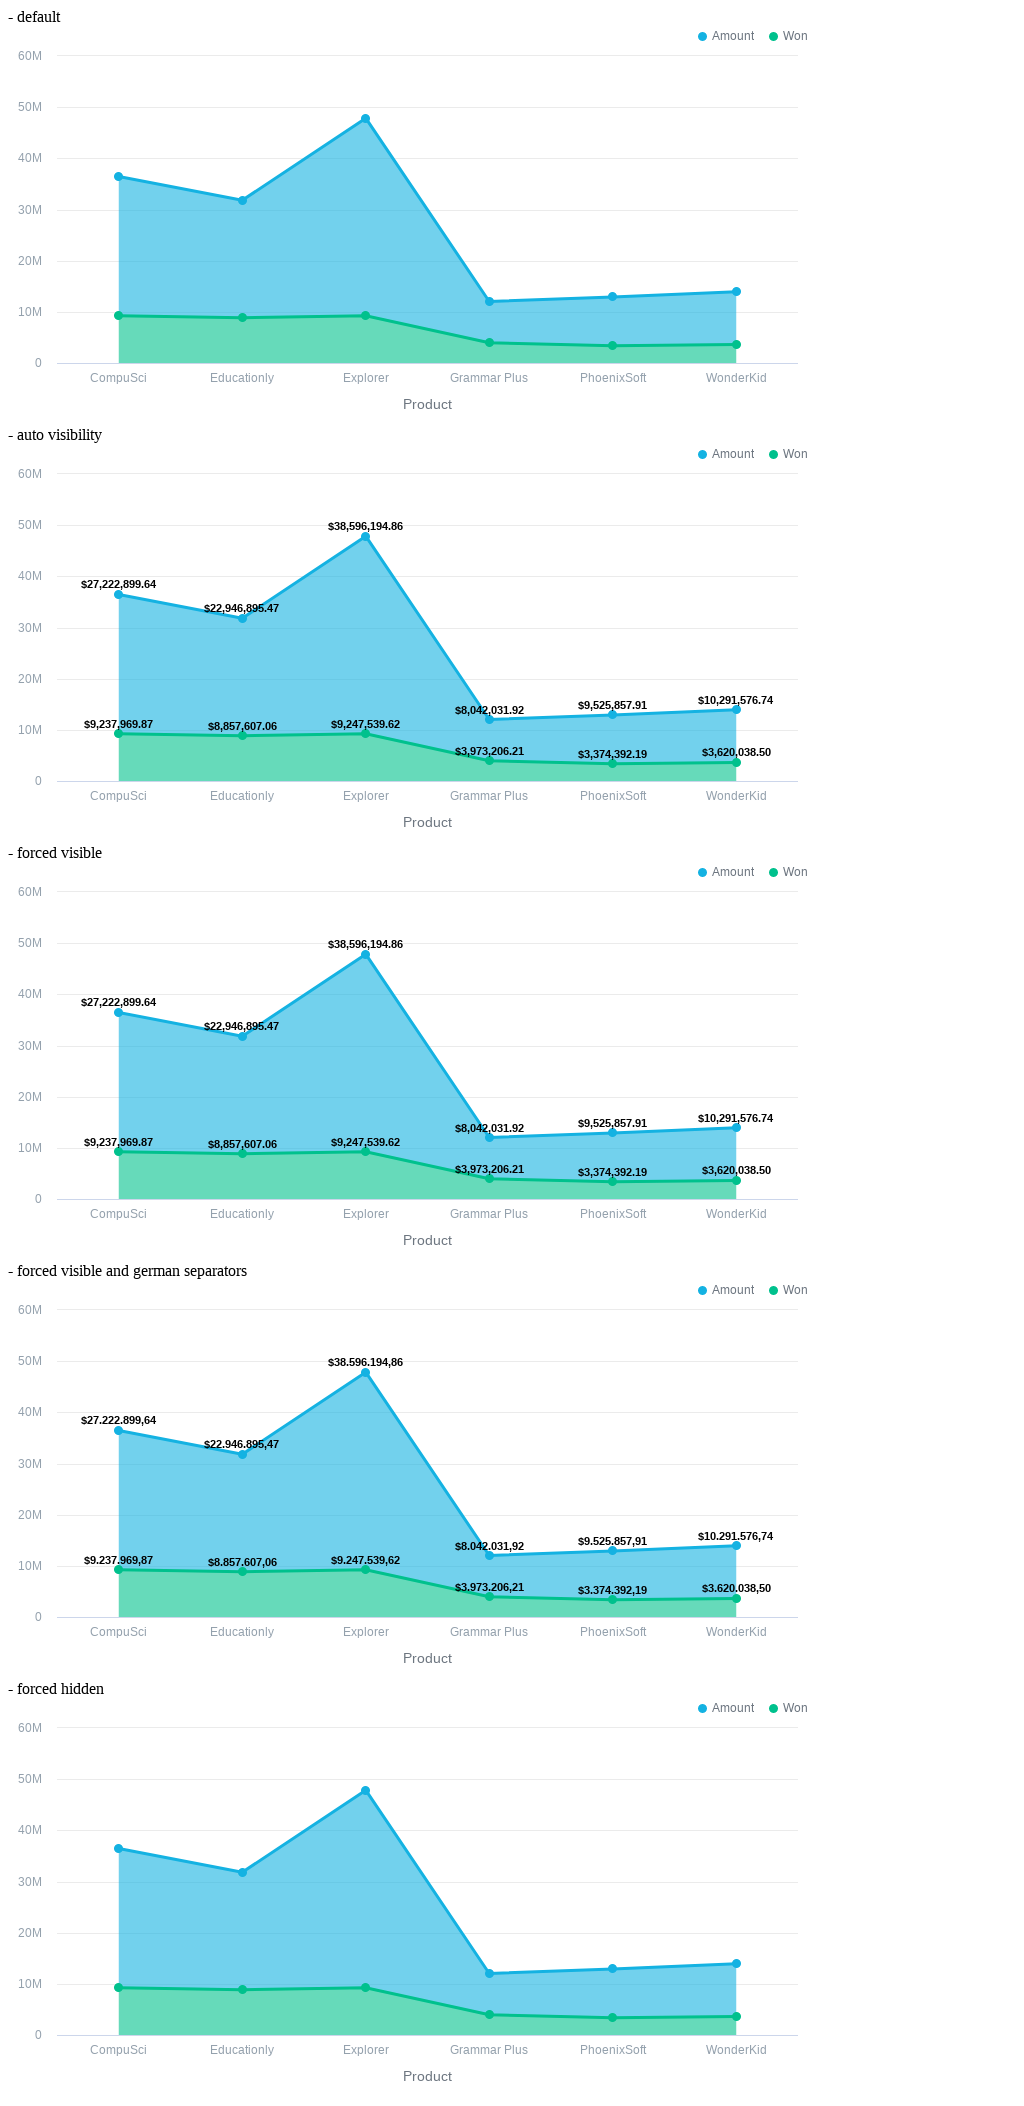 - default
Amount Won
60M
50M
40M
30M
20M
10M
0
CompuSci Educationly Explorer Grammar Plus PhoenixSoft WonderKid
Product
- auto visibility
Amount Won
60M
50M
$38,596,194.86
40M
$27,222,899.64
$22,946,895.47
30M
20M
$8,042,031.92 $9,525,857.91 $10,291,576.74
10M
$9,237,969.87 $8,857,607.06 $9,247,539.62
$3,973,206.21 $3,374,392.19 $3,620,038.50
0
CompuSci Educationly Explorer Grammar Plus PhoenixSoft WonderKid
Product
- forced visible
Amount Won
60M
50M
$38,596,194.86
40M
$27,222,899.64
$22,946,895.47
30M
20M
$8,042,031.92 $9,525,857.91 $10,291,576.74
10M
$9,237,969.87 $8,857,607.06 $9,247,539.62
$3,973,206.21 $3,374,392.19 $3,620,038.50
0
CompuSci Educationly Explorer Grammar Plus PhoenixSoft WonderKid
Product
- forced visible and german separators
Amount Won
60M
50M
$38.596.194,86
40M
$27.222.899,64
$22.946.895,47
30M
20M
$8.042.031,92 $9.525.857,91 $10.291.576,74
10M
$9.237.969,87 $8.857.607,06 $9.247.539,62
$3.973.206,21 $3.374.392,19 $3.620.038,50
0
CompuSci Educationly Explorer Grammar Plus PhoenixSoft WonderKid
Product
- forced hidden
Amount Won
60M
50M
40M
30M
20M
10M
0
CompuSci Educationly Explorer Grammar Plus PhoenixSoft WonderKid
Product